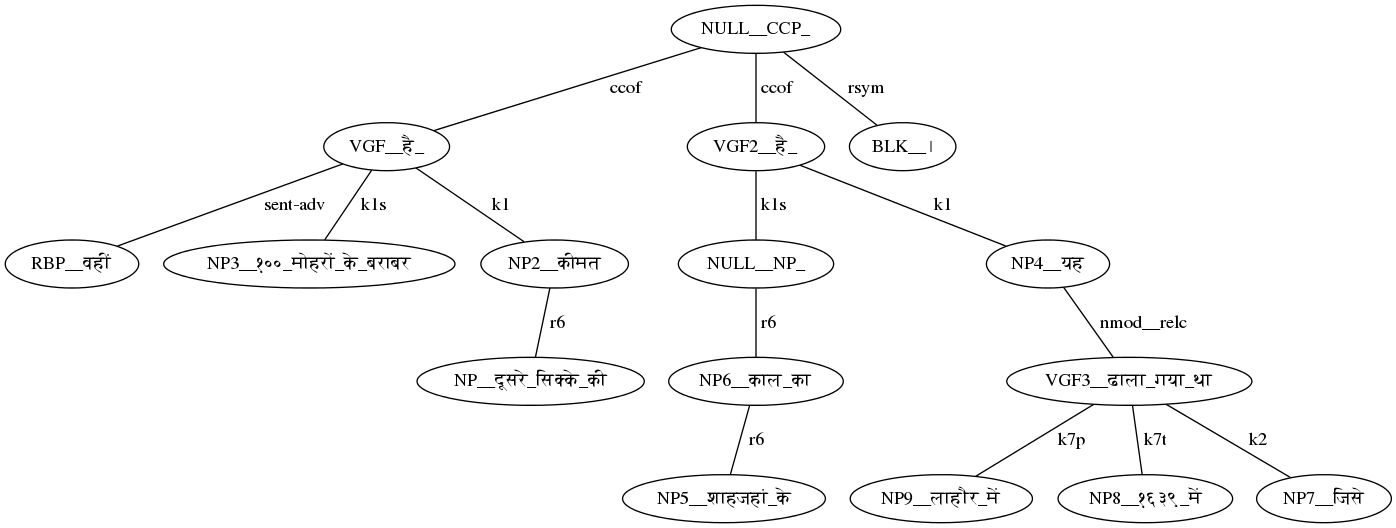 NULL__CCP_
ccof ccof rsym
VGF__है_ VGF2__है_ BLK__।
sent-adv k1s k1 k1s k1
RBP__वहीं NP3__१००_मोहरों_के_बराबर NP2__कीमत NULL__NP_ NP4__यह
r6 r6 nmod__relc
NP__दूसरे_सिक्के_की NP6__काल_का VGF3__ढाला_गया_था
r6 k7p k7t k2
NP5__शाहजहां_के NP9__लाहौर_में NP8__१६३९_में NP7__जिसे